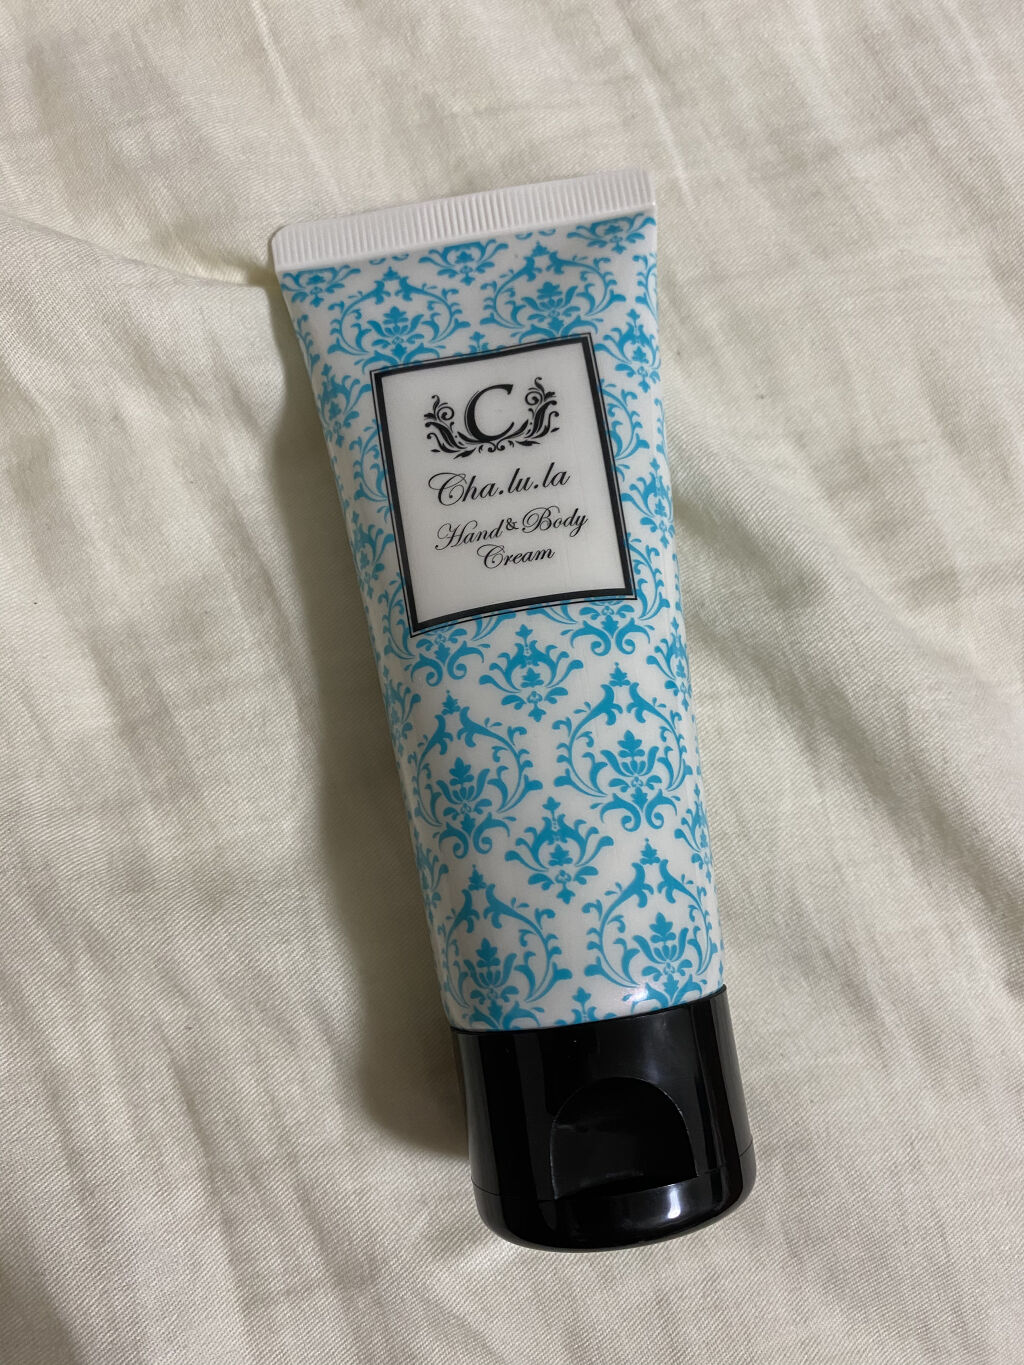 C
Cha.lu.la
Hand & Body
Cream